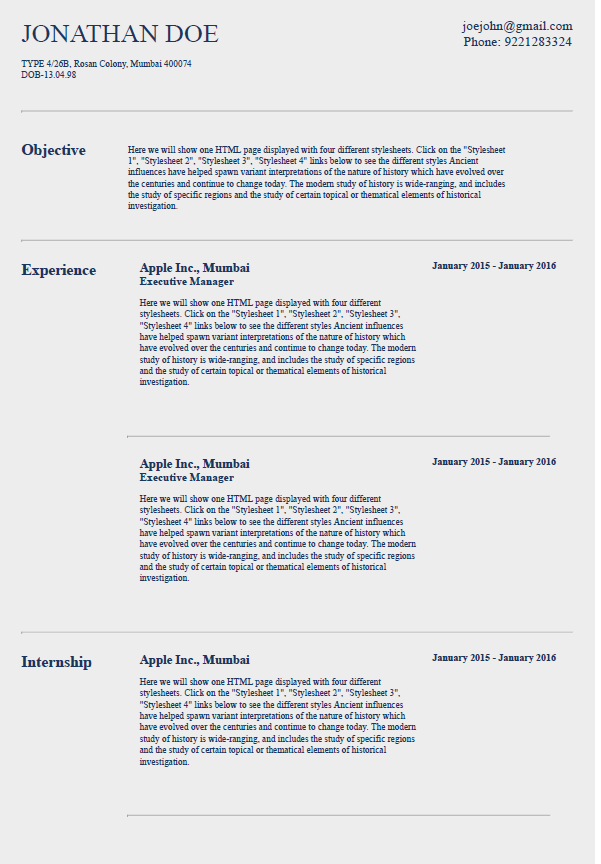 JONATHAN DOE
joejohn@gmail.com
Phone: 9221283324
TYPE 4/26B, Rosan Colony, Mumbai 400074
DOB-13.04.98
Objective
Here we will show one HTML page displayed with four different stylesheets. Click on the "Stylesheet
1", "Stylesheet 2", "Stylesheet 3", "Stylesheet 4" links below to see the different styles Ancient
influences have helped spawn variant interpretations of the nature of history which have evolved over
the centuries and continue to change today. The modern study of history is wide-ranging, and includes
the study of specific regions and the study of certain topical or thematical elements of historical
investigation.
Experience
Apple Inc., Mumbai
January 2015 - January 2016
Executive Manager
Here we will show one HTML page displayed with four different
stylesheets. Click on the "Stylesheet 1", "Stylesheet 2", "Stylesheet 3",
"Stylesheet 4" links below to see the different styles Ancient influences
have helped spawn variant interpretations of the nature of history which
have evolved over the centuries and continue to change today. The modern
study of history is wide-ranging, and includes the study of specific regions
and the study of certain topical or thematical elements of historical
investigation.
Apple Inc., Mumbai
January 2015 - January 2016
Executive Manager
Here we will show one HTML page displayed with four different
stylesheets. Click on the "Stylesheet 1", "Stylesheet 2", "Stylesheet 3",
"Stylesheet 4" links below to see the different styles Ancient influences
have helped spawn variant interpretations of the nature of history which
have evolved over the centuries and continue to change today. The modern
study of history is wide-ranging, and includes the study of specific regions
and the study of certain topical or thematical elements of historical
investigation.
Internship
Apple Inc., Mumbai
January 2015 - January 2016
Here we will show one HTML page displayed with four different
stylesheets. Click on the "Stylesheet 1", "Stylesheet 2", "Stylesheet 3",
"Stylesheet 4" links below to see the different styles Ancient influences
have helped spawn variant interpretations of the nature of history which
have evolved over the centuries and continue to change today. The modern
study of history is wide-ranging, and includes the study of specific regions
and the study of certain topical or thematical elements of historical
investigation.